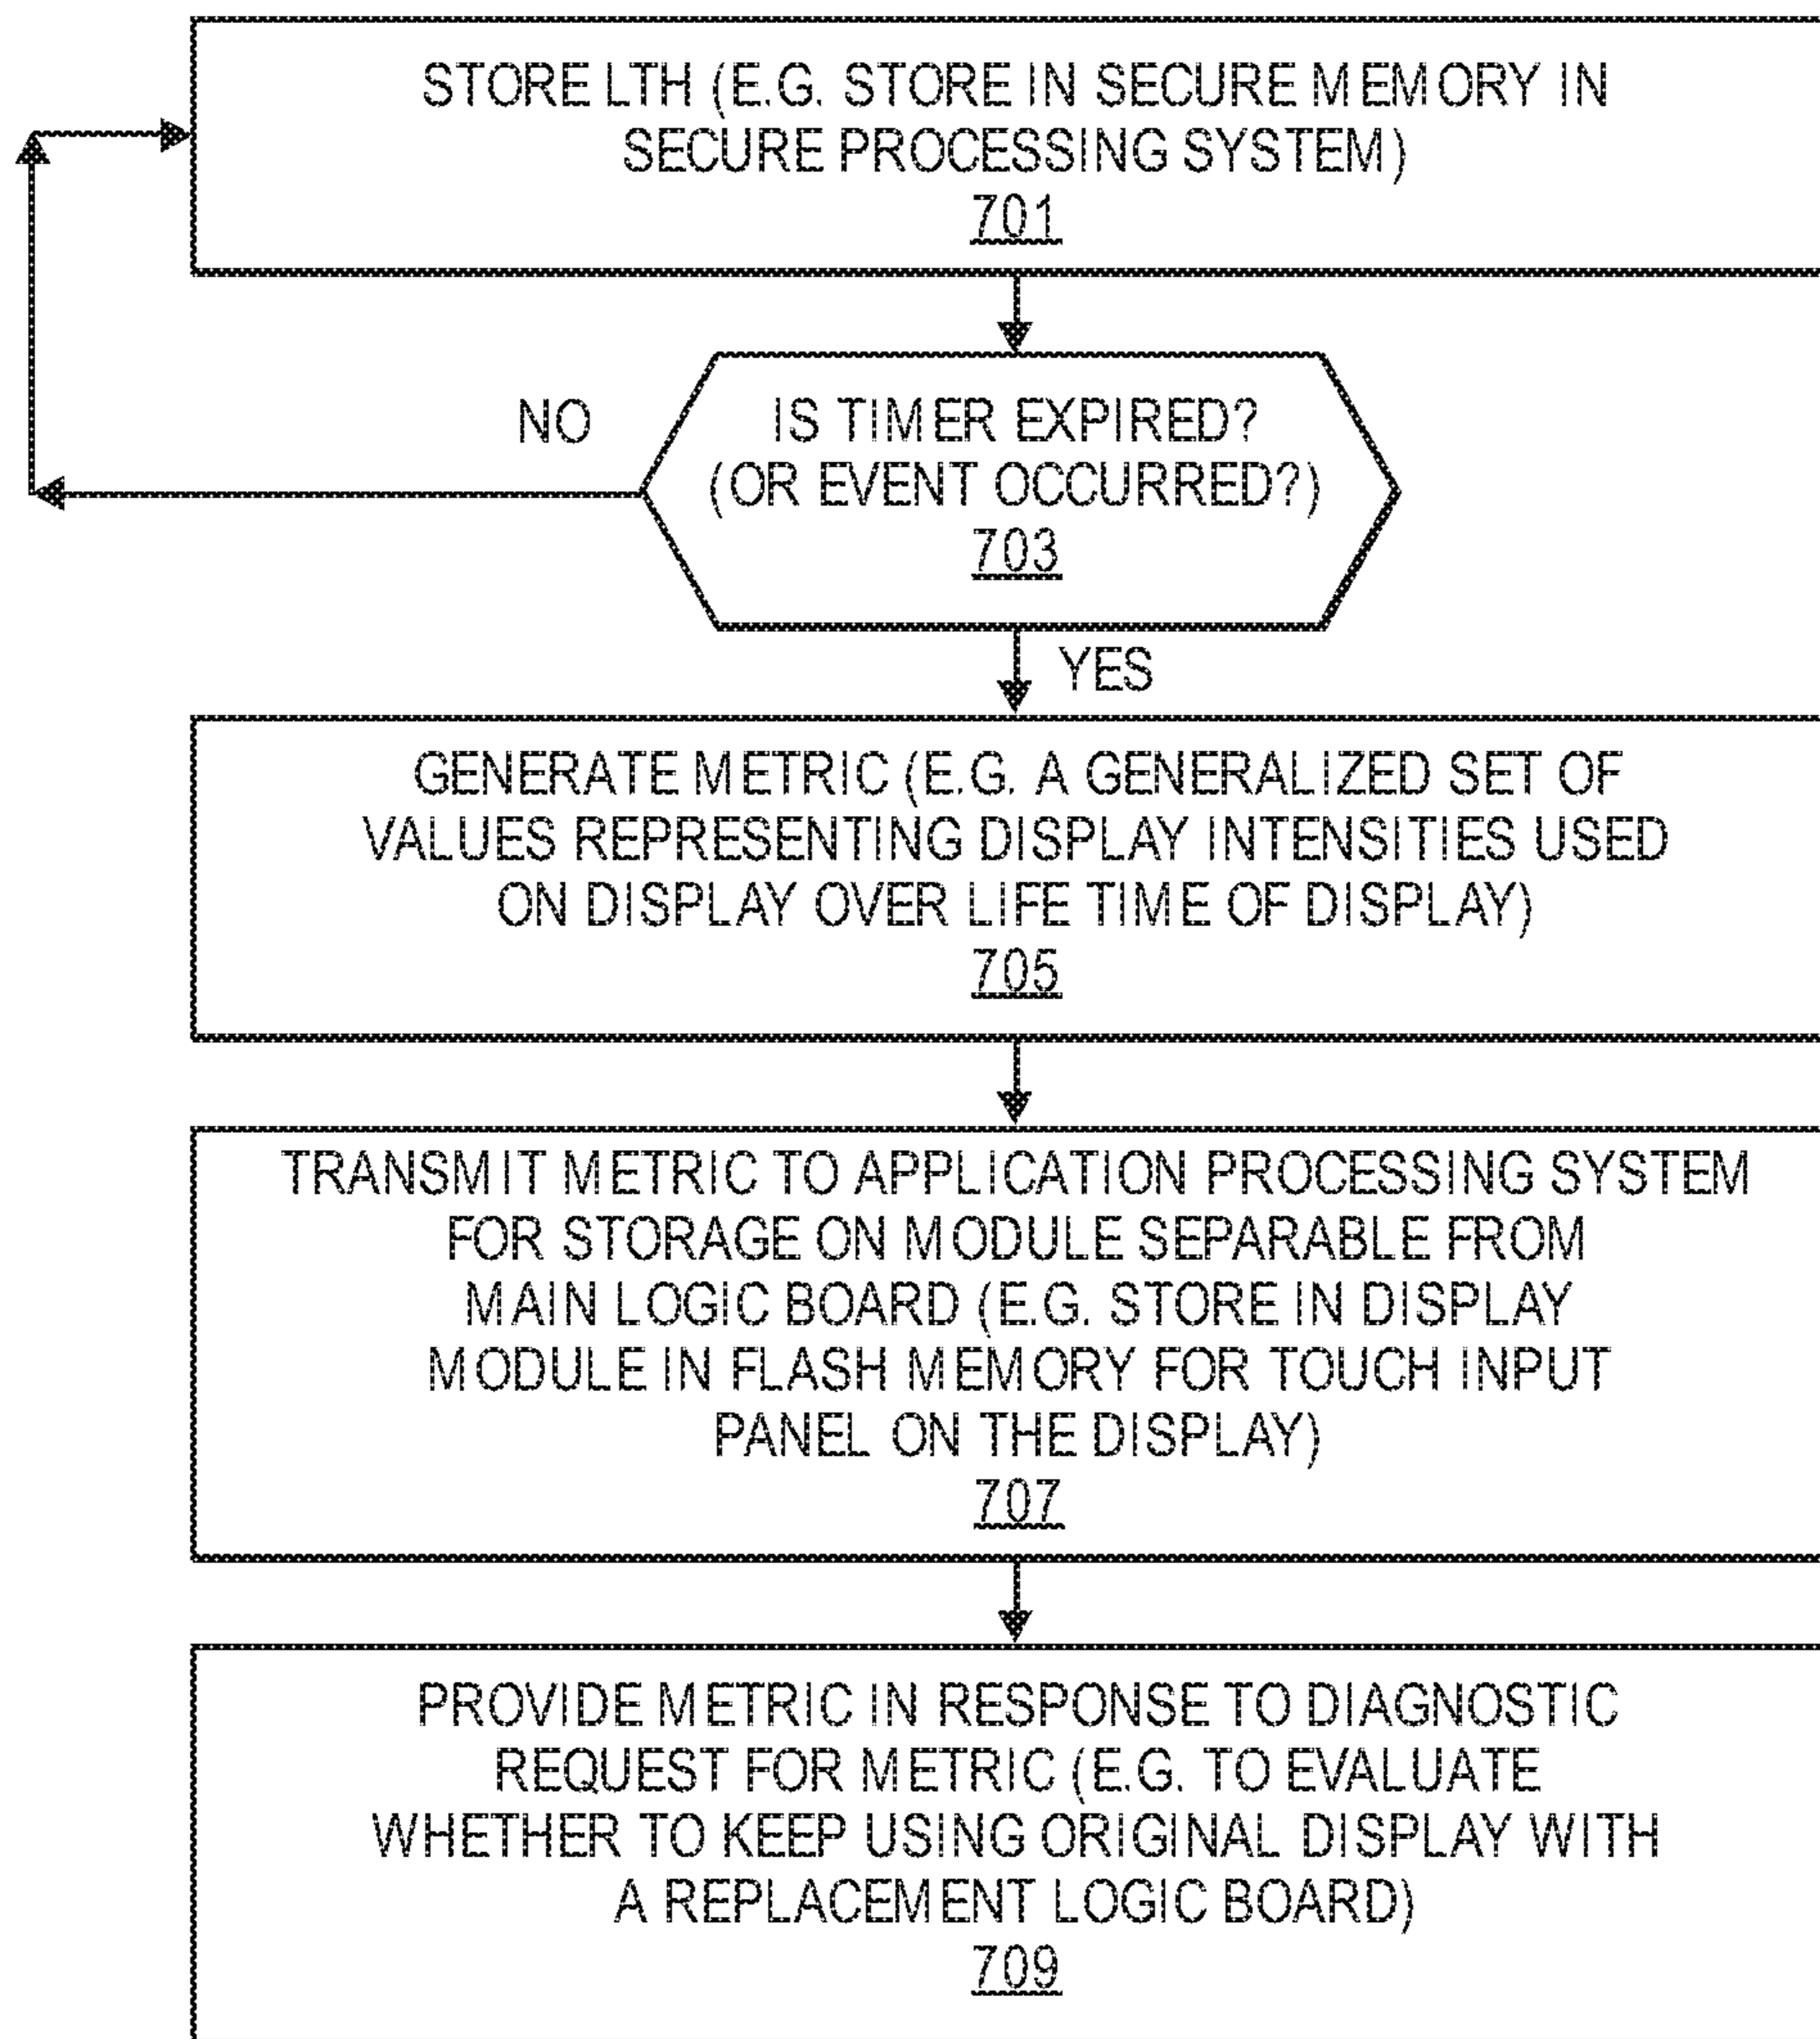 STORE LTH (E.G. STORE IN SECURE MEMORY IN
SECURE PROCESSING SYSTEM)
701
NO
IS TIMER EXPIRED?
(OR EVENT OCCURRED?)
703
YES
GENERATE METRIC (E.G. A GENERALIZED SET OF
VALUES REPRESENTING DISPLAY INTENSITIES USED
ON DISPLAY OVER LIFE TIME OF DISPLAY)
705
TRANSMIT METRIC TO APPLICATION PROCESSING SYSTEM
FOR STORAGE ON MODULE SEPARABLE FROM
MAIN LOGIC BOARD (E.G. STORE IN DISPLAY
MODULE IN FLASH MEMORY FOR TOUCH INPUT
PANEL ON THE DISPLAY)
707
PROVIDE METRIC IN RESPONSE TO DIAGNOSTIC
REQUEST FOR METRIC (E.G. TO EVALUATE
WHETHER TO KEEP USING ORIGINAL DISPLAY WITH
A REPLACEMENT LOGIC BOARD)
709